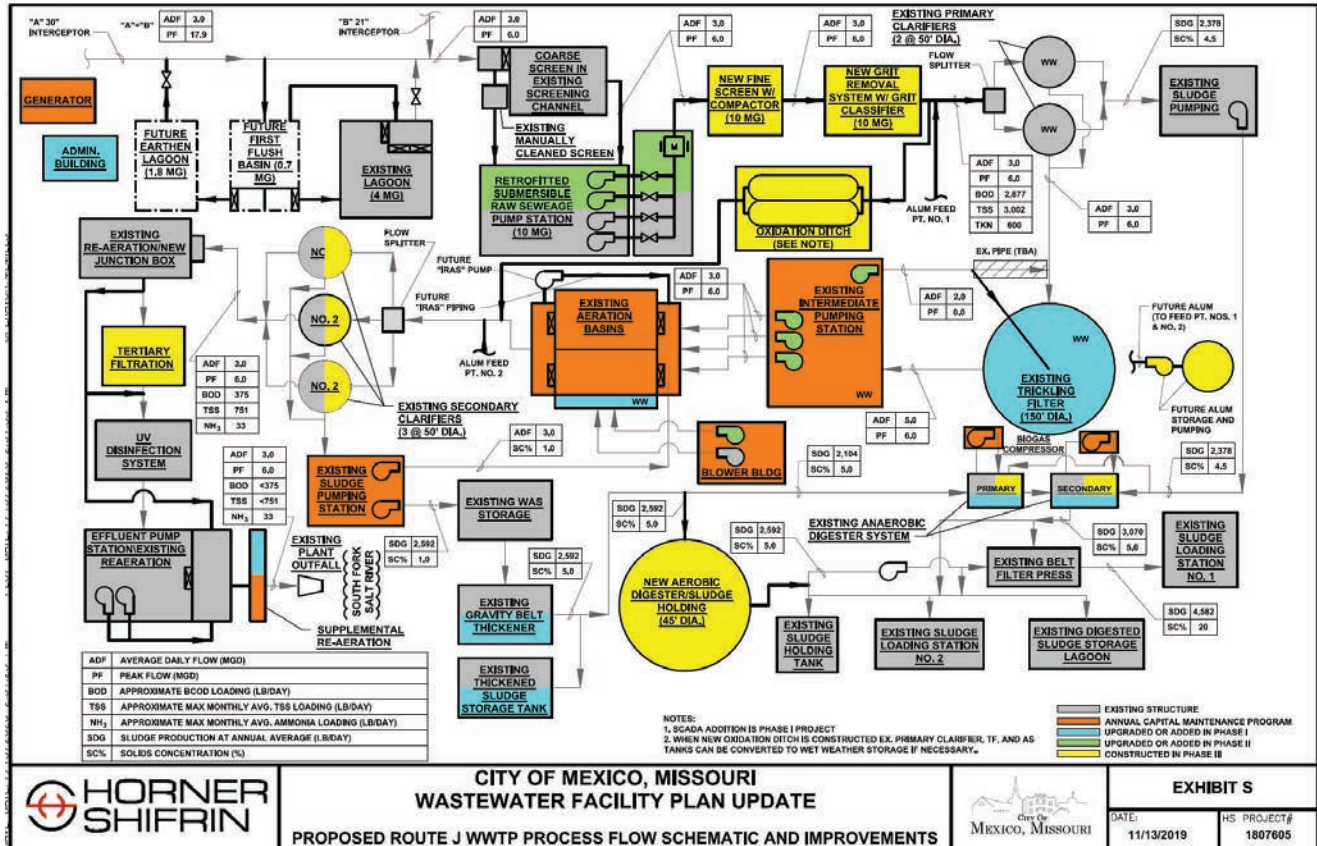 "A" 30"
INTERCEPTOR
"A"+"B"
ADF 3.0
PF 17.9
"B" 21"
INTERCEPTOR
ADF 3.0
PF 6.0
GENERATOR
ADMIN.
BUILDING
FUTURE
EARTHEN
LAGOON
(1.8 MG)
FUTURE
FIRST
FLUSH
BASIN (0.7
MG)
EXISTING
LAGOON
(4 MG)
COARSE
SCREEN IN
EXISTING
SCREENING
CHANNEL
EXISTING
MANUALLY
CLEANED SCREEN
ADF 3.0
PF 6.0
RETROFITTED
SUBMERSIBLE
RAW SEWEAGE
PUMP STATION
(10 MG)
M
NEW FINE
SCREEN W/
COMPACTOR
(10 MG)
ADF 3.0
PF 6.0
NEW GRIT
REMOVAL
SYSTEM W/ GRIT
CLASSIFIER
(10 MG)
EXISTING PRIMARY
CLARIFIERS
(2 @ 50' DIA.)
FLOW
SPLITTER
WW
WW
SDG 2,378
SC% 4.5
EXISTING
SLUDGE
PUMPING
OXIDATION DITCH
(SEE NOTE)
ALUM FEED
PT. NO. 1
ADF 3.0
PF 6.0
BOD 2,677
TSS 3,002
TKN 600
ADF 3.0
PF 6.0
EX. PIPE (TBA)
EXISTING
RE-AERATION/NEW
JUNCTION BOX
NO.
NO. 2
NO. 2
FLOW
SPLITTER
FUTURE
"IRAS" PUMP
FUTURE
"IRAS" PIPING
ALUM FEED
PT. NO. 2
EXISTING
AERATION
BASINS
WW
ADF 3.0
PF 6.0
EXISTING
INTERMEDIATE
PUMPING
STATION
WW
ADF 2.0
PF 0.0
EXISTING
TRICKLING
FILTER
(150' DIA.)
WW
FUTURE ALUM
(TO FEED PT. NOS. 1
& NO. 2)
FUTURE ALUM
STORAGE AND
PUMPING
TERTIARY
FILTRATION
ADF 3.0
PF 6.0
BOD 375
TSS 751
NH3 33
EXISTING SECONDARY
CLARIFIERS
(3 @ 50' DIA.)
UV
DISINFECTION
SYSTEM
ADF 3.0
PF 6.0
BOD <375
TSS <751
NH3 33
EXISTING
SLUDGE
PUMPING
STATION
ADF 3.0
SC% 1.0
BLOWER BLDG
ADF 5.0
PF 6.0
SDG 2,104
SC% 5.0
BIOGAS
COMPRESSOR
PRIMARY
SECONDARY
SDG 2,378
SC% 4.5
EXISTING ANAEROBIC
DIGESTER SYSTEM
EFFLUENT PUMP
STATION\EXISTING
REAERATION
EXISTING
PLANT
OUTFALL
SOUTH FORK
SALT RIVER
SUPPLEMENTAL
RE-AERATION
SDG 2,592
SC% 1.0
EXISTING WAS
STORAGE
SDG 2,592
SC% 5.0
EXISTING
GRAVITY BELT
THICKENER
EXISTING
THICKENED
SLUDGE
STORAGE TANK
SDG 2,592
SC% 5.0
NEW AEROBIC
DIGESTER/SLUDGE
HOLDING
(45' DIA.)
SDG 2,592
SC% 5.0
EXISTING
SLUDGE
HOLDING
TANK
EXISTING SLUDGE
LOADING STATION
NO. 2
EXISTING DIGESTED
SLUDGE STORAGE
LAGOON
EXISTING BELT
FILTER PRESS
SDG 3,070
SC% 5.0
EXISTING
SLUDGE
LOADING
STATION
NO. 1
SDG 4,582
SC% 20
ADF AVERAGE DAILY FLOW (MGD)
PF PEAK FLOW (MGD)
BOD APPROXIMATE BCOD LOADING (LB/DAY)
TSS APPROXIMATE MAX MONTHLY AVG. TSS LOADING (LB/DAY)
NH3 APPROXIMATE MAX MONTHLY AVG. AMMONIA LOADING (LB/DAY)
SDG SLUDGE PRODUCTION AT ANNUAL AVERAGE (LB/DAY)
SC% SOLIDS CONCENTRATION (%)
NOTES:
1. SCADA ADDITION IS PHASE I PROJECT
2. WHEN NEW OXIDATION DITCH IS CONSTRUCTED EX. PRIMARY CLARIFIER, TF, AND AS
TANKS CAN BE CONVERTED TO WET WEATHER STORAGE IF NECESSARY.
EXISTING STRUCTURE
ANNUAL CAPITAL MAINTENANCE PROGRAM
UPGRADED OR ADDED IN PHASE I
UPGRADED OR ADDED IN PHASE II
CONSTRUCTED IN PHASE III
HORNER
SHIFRIN
CITY OF MEXICO, MISSOURI
WASTEWATER FACILITY PLAN UPDATE
PROPOSED ROUTE J WWTP PROCESS FLOW SCHEMATIC AND IMPROVEMENTS
City Of
MEXICO, MISSOURI
EXHIBIT S
DATE:
11/13/2019
HS PROJECT#
1807605